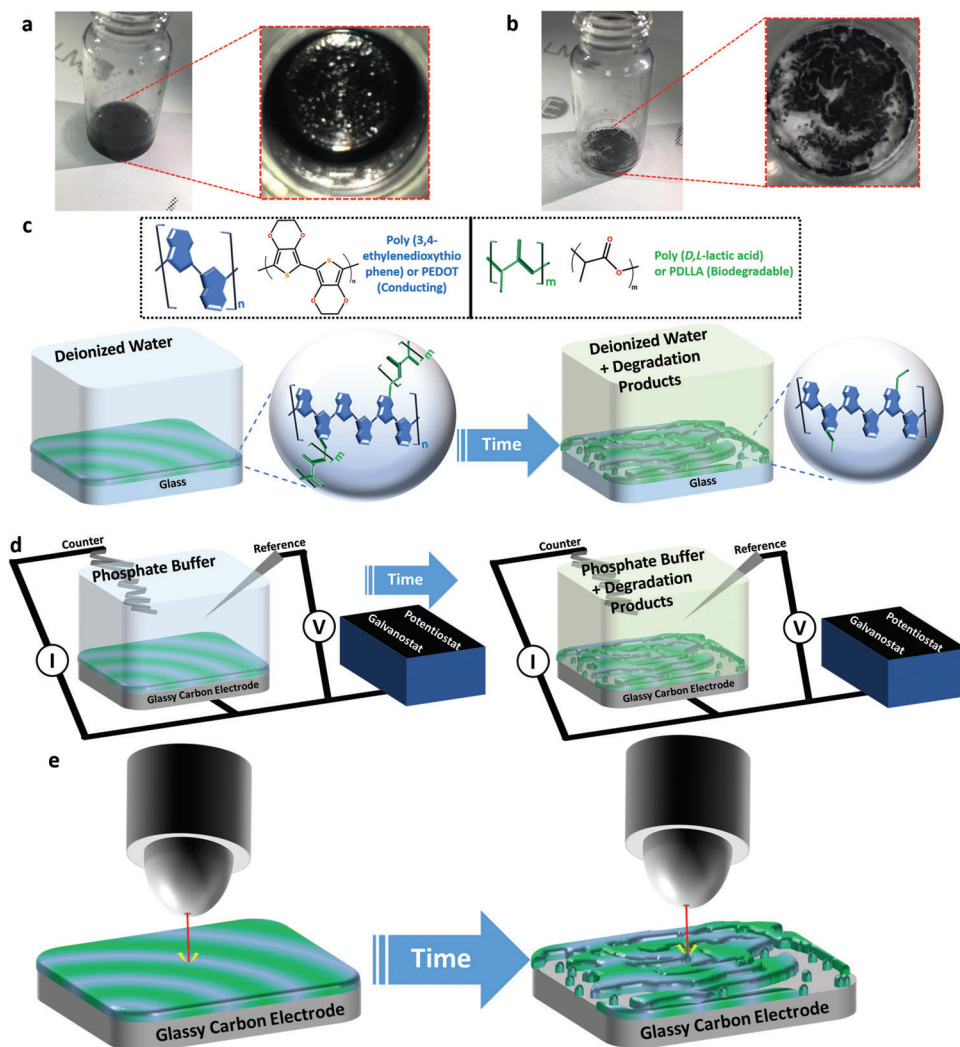 a
b
LM
LM
c
n
O
O
S
S
O
O
n
Poly (3,4-
ethylenedioxythio
phene) or PEDOT
(Conducting)
m
O
O
m
Poly (D,L-lactic acid)
or PDLLA (Biodegradable)
Deionized Water
Glass
m
n
m
Time
Deionized Water
+ Degradation
Products
Glass
n
d
Counter
Reference
Phosphate Buffer
I
V
Potentiostat
Galvanostat
Glassy Carbon Electrode
Time
Counter
Reference
Phosphate Buffer
+ Degradation
Products
I
V
Potentiostat
Galvanostat
Glassy Carbon Electrode
e
Glassy Carbon Electrode
Time
Glassy Carbon Electrode